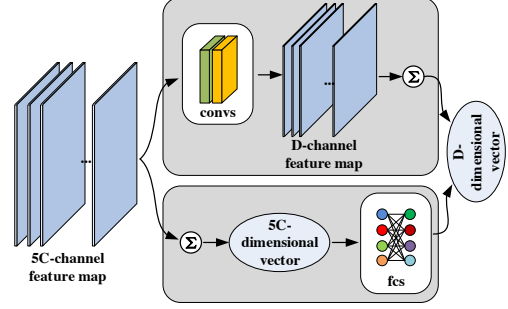 ...
5C-channel
feature map
convs
...
D-channel
feature map
Σ
Σ
5C-
dimensional
vector
fcs
D-
dimensional
vector